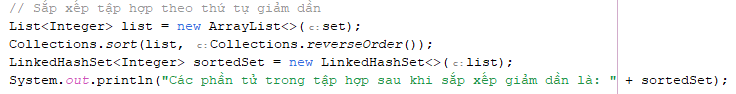 // Sắp xếp tập hợp theo thứ tự giảm dần
List<Integer> list = new ArrayList<>(c:set);
Collections.sort(list, c:Collections.reverseOrder());
LinkedHashSet<Integer> sortedSet = new LinkedHashSet<>(c:list);
System.out.println("Các phần tử trong tập hợp sau khi sắp xếp giảm dần là: " + sortedSet);